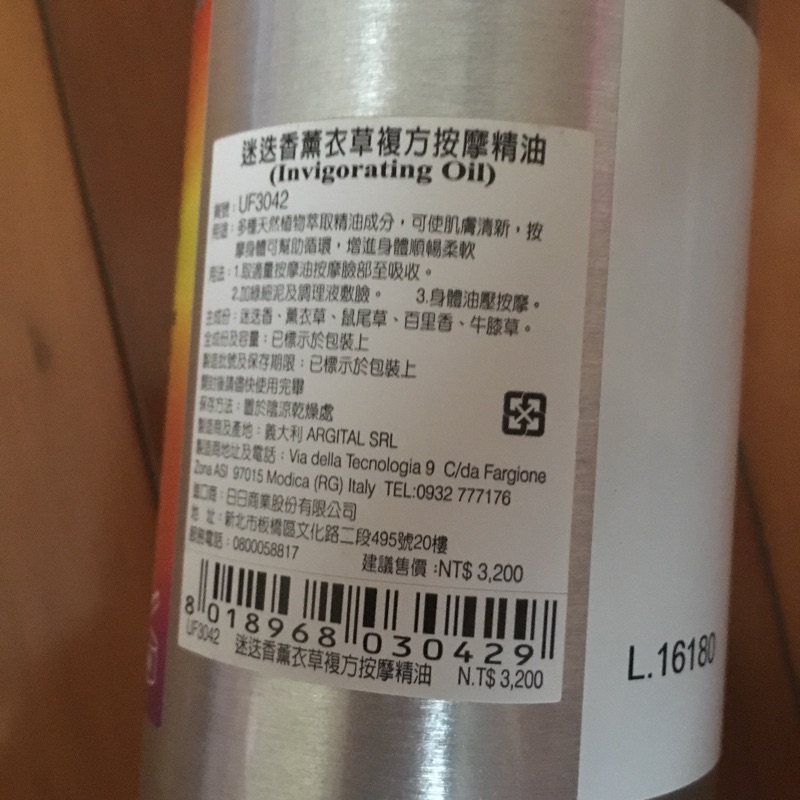 迷迭香薰衣草複方按摩精油
(Invigorating Oil)
編號：UF3042
用途：多種天然植物萃取精油成分，可使肌膚清新，按
摩身體可幫助循環，增進身體順暢柔軟
用法：1.取適量按摩油按摩臉部至吸收。
2.加綠細泥及調理液敷臉。 3.身體油壓按摩。
主成份：迷迭香、薰衣草、鼠尾草、百里香、牛膝草。
全成份及容量：已標示於包裝上
製造批號及保存期限：已標示於包裝上
開封後請儘快使用完畢
保存方法：置於陰涼乾燥處
製造商及產地：義大利 ARGITAL SRL
製造商地址及電話：Via della Tecnologia 9 C/da Fargione
Zona ASI 97015 Modica (RG) Italy TEL:0932 777176
進口商：日日商業股份有限公司
地 址：新北市板橋區文化路二段495號20樓
服務電話：0800058817
建議售價:NT$ 3,200
8 018968 030429
UF3042 迷迭香薰衣草複方按摩精油 N.T$ 3,200
L.16180